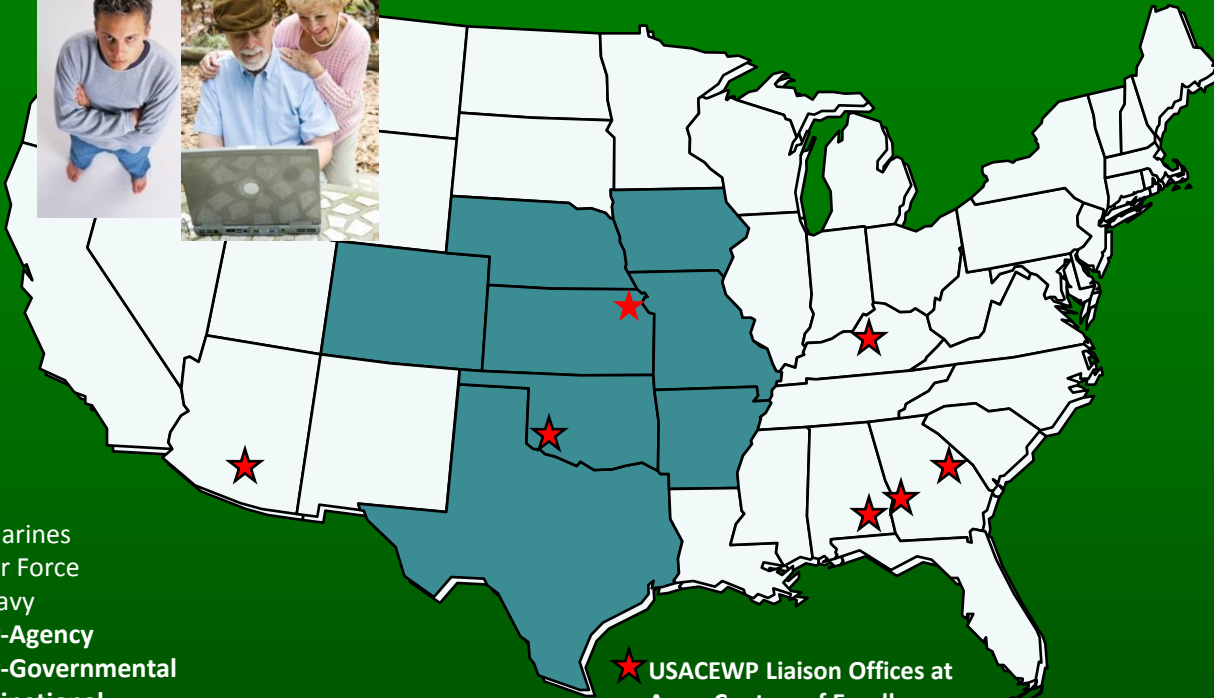 arines
r Force
avy
-Agency
-Governmental
USACEWP Liaison Offices at